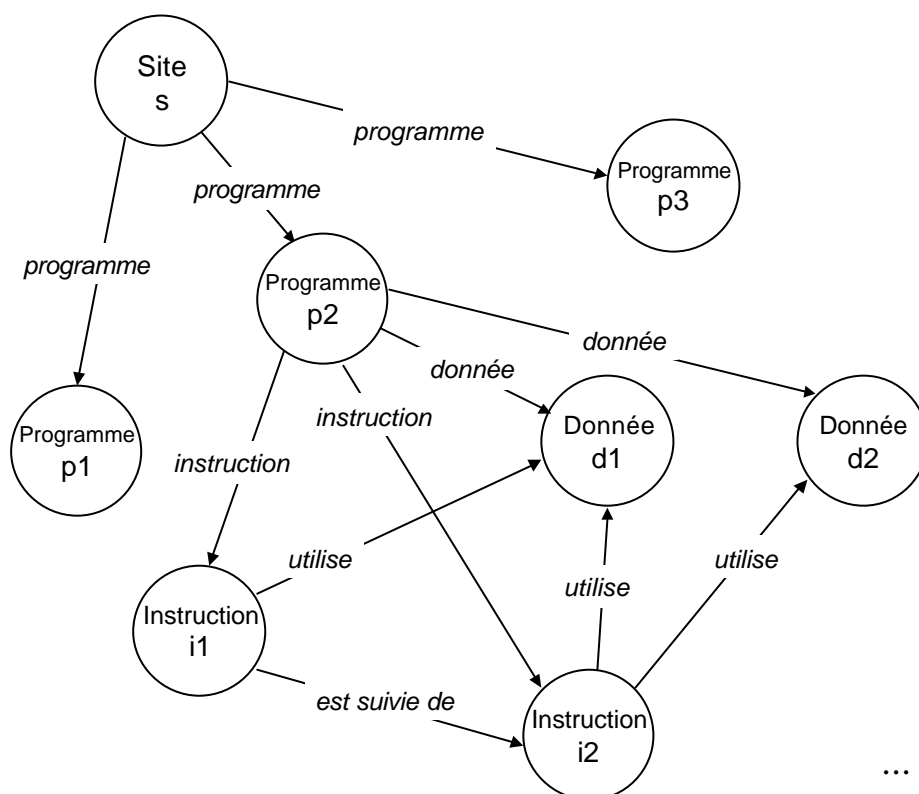 Site
s
programme
Programme
p3
programme
programme
Programme
p2
donnée
donnée
instruction
Programme
p1
Donnée
d1
Donnée
d2
instruction
utilise
utilise
utilise
Instruction
i1
est suivie de
Instruction
i2
...